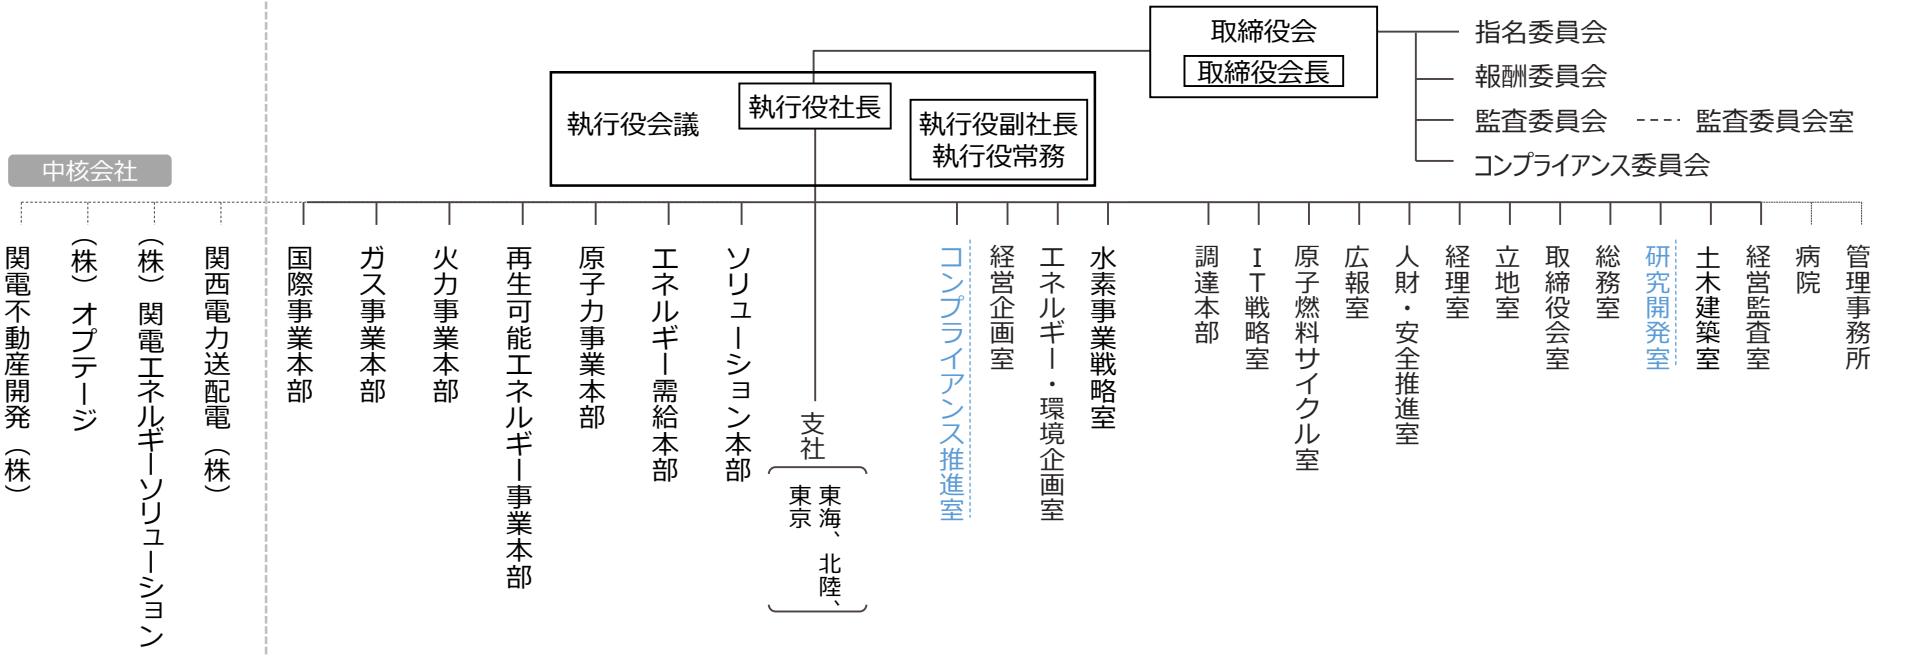 取締役会
取締役会長
指名委員会
報酬委員会
監査委員会
監査委員会室
コンプライアンス委員会
執行役会議
執行役社長
執行役副社長
執行役常務
中核会社
関電不動産開発（株）
（株）オプテージ
（株）関電エネルギーソリューション
関西電力送配電（株）
国際事業本部
ガス事業本部
火力事業本部
再生可能エネルギー事業本部
原子力事業本部
エネルギー需給本部
ソリューション本部
支社
東海、北陸、
東京
コンプライアンス推進室
経営企画室
エネルギー・環境企画室
水素事業戦略室
調達本部
IT戦略室
原子燃料サイクル室
広報室
人財・安全推進室
経理室
立地室
取締役会室
総務室
研究開発室
土木建築室
経営監査室
病院
管理事務所